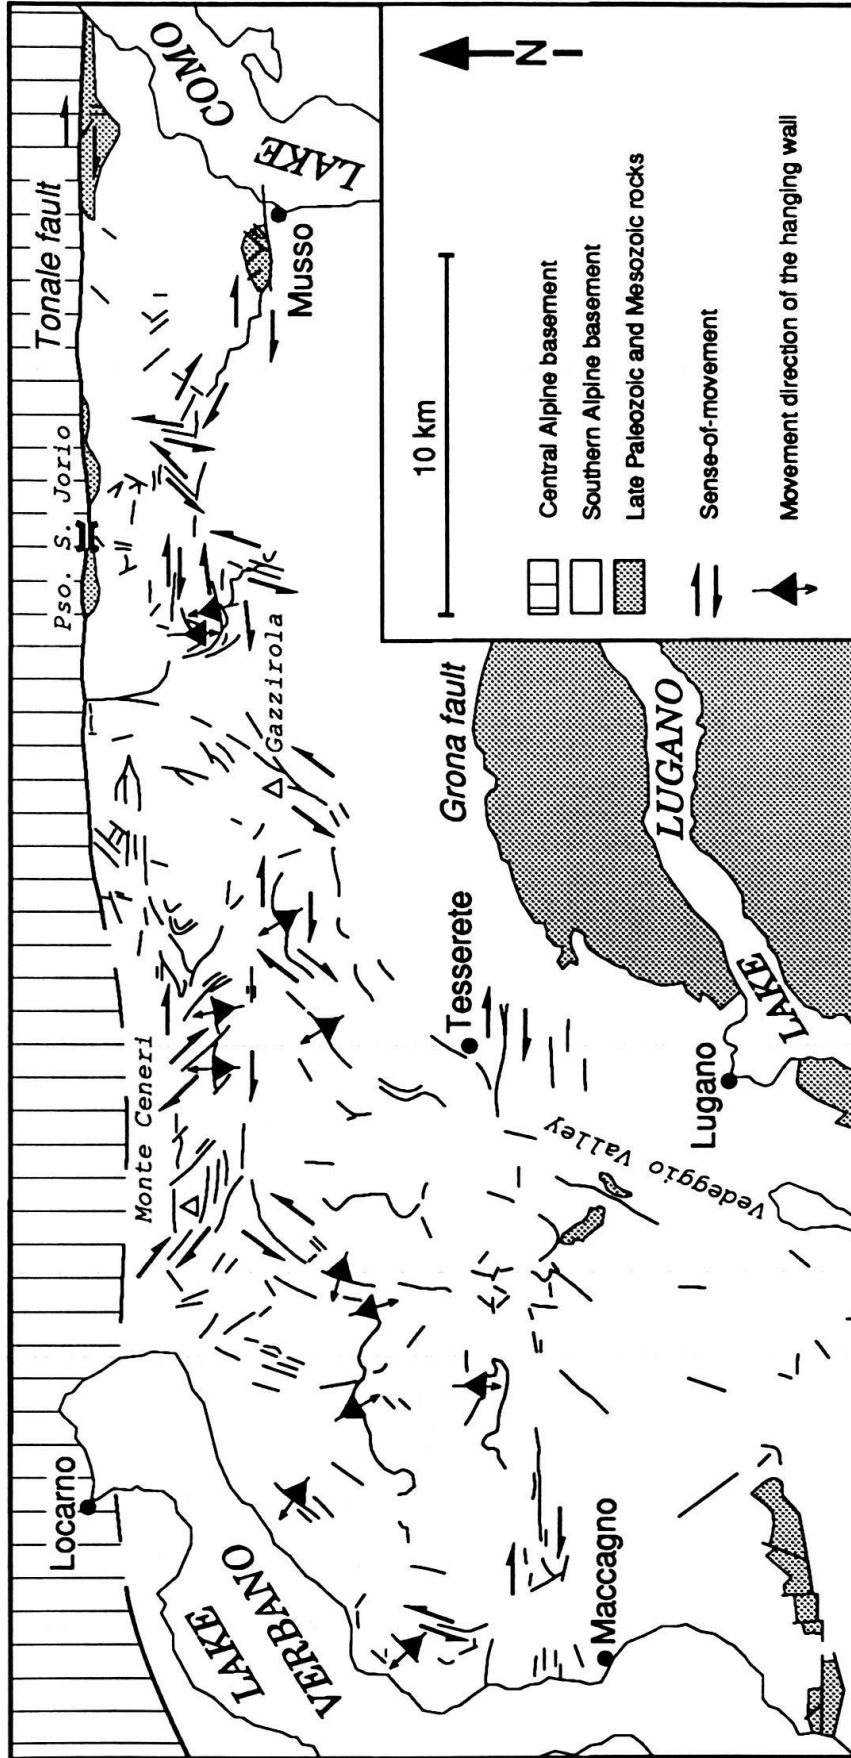 Locarno
LAKE
VERBANO
Maccagno
Monte Ceneri
Tesserete
Vedeggio Valley
Lugano
LAKE
LUGANO
Grona fault
Gazzirola
Pso. S. Jorio
Tonale fault
Musso
LAKE
COMO
10 km
N
Central Alpine basement
Southern Alpine basement
Late Paleozoic and Mesozoic rocks
Sense-of-movement
Movement direction of the hanging wall